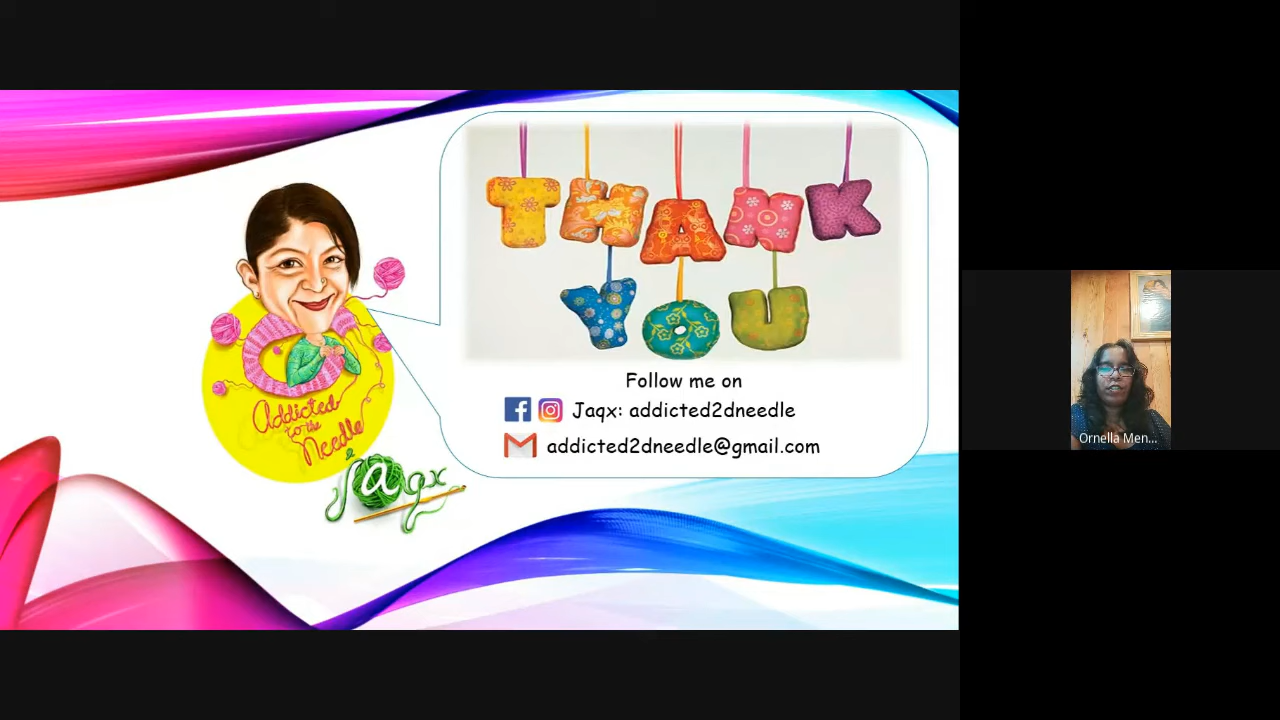 THANK
YOU
Follow me on
Jaqx: addicted2dneedle
addicted2dneedle@gmail.com
Addicted
to the
Needle
Jaqx
Ornella Men...